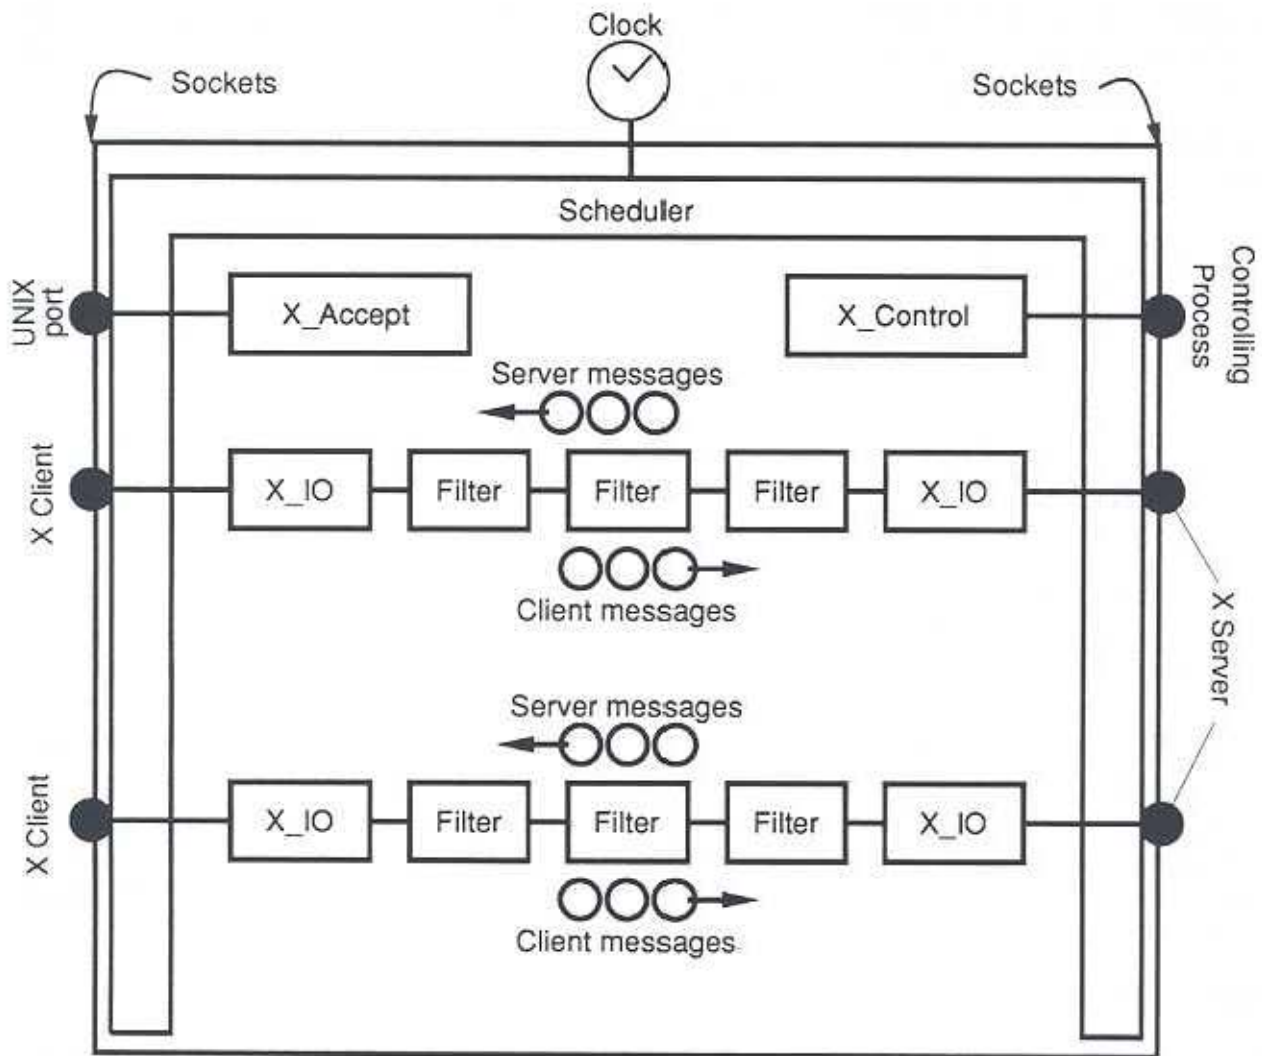 Clock
Sockets
Sockets
Scheduler
UNIX
port
X_Accept
X_Control
Controlling
Process
Server messages
X Client
X_IO
Filter
Filter
Filter
X_IO
Client messages
X Server
Server messages
X Client
X_IO
Filter
Filter
Filter
X_IO
Client messages